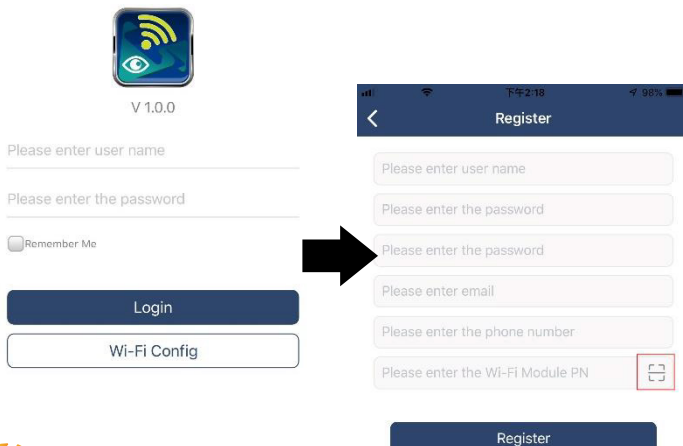 V 1.0.0
Please enter user name
Please enter the password
Remember Me
Login
Wi-Fi Config
下午2:18
98%
Register
Please enter user name
Please enter the password
Please enter the password
Please enter email
Please enter the phone number
Please enter the Wi-Fi Module PN
Register